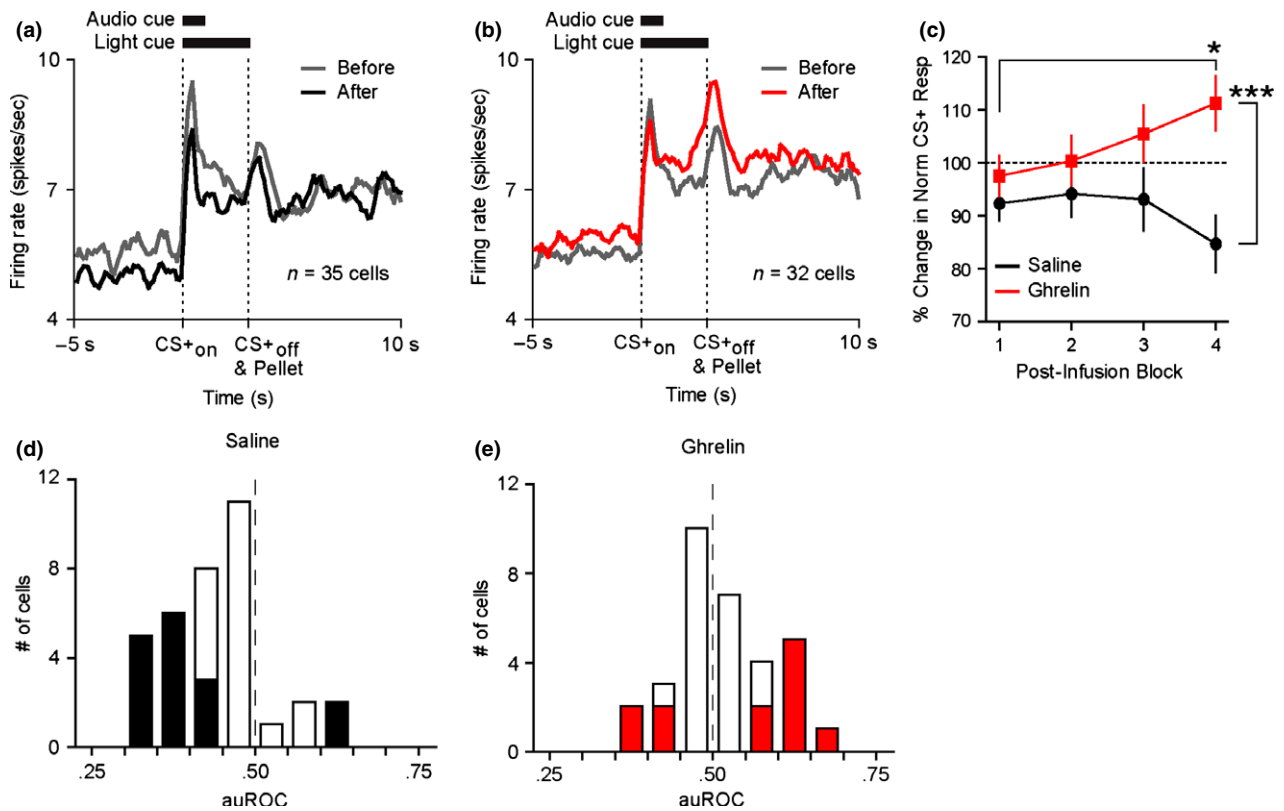 (a)
Audio cue
Light cue
10
7
4
Firing rate (spikes/sec)
Before
After
n = 35 cells
−5 s
CS+on
CS+off
& Pellet
10 s
Time (s)
(b)
Audio cue
Light cue
10
7
4
Firing rate (spikes/sec)
Before
After
n = 32 cells
−5 s
CS+on
CS+off
& Pellet
10 s
Time (s)
(c)
120
110
100
90
80
70
% Change in Norm CS+ Resp
*
***
Saline
Ghrelin
1 2 3 4
Post-Infusion Block
(d)
Saline
12
8
4
0
# of cells
.25 .50 .75
auROC
(e)
Ghrelin
12
8
4
0
# of cells
.25 .50 .75
auROC